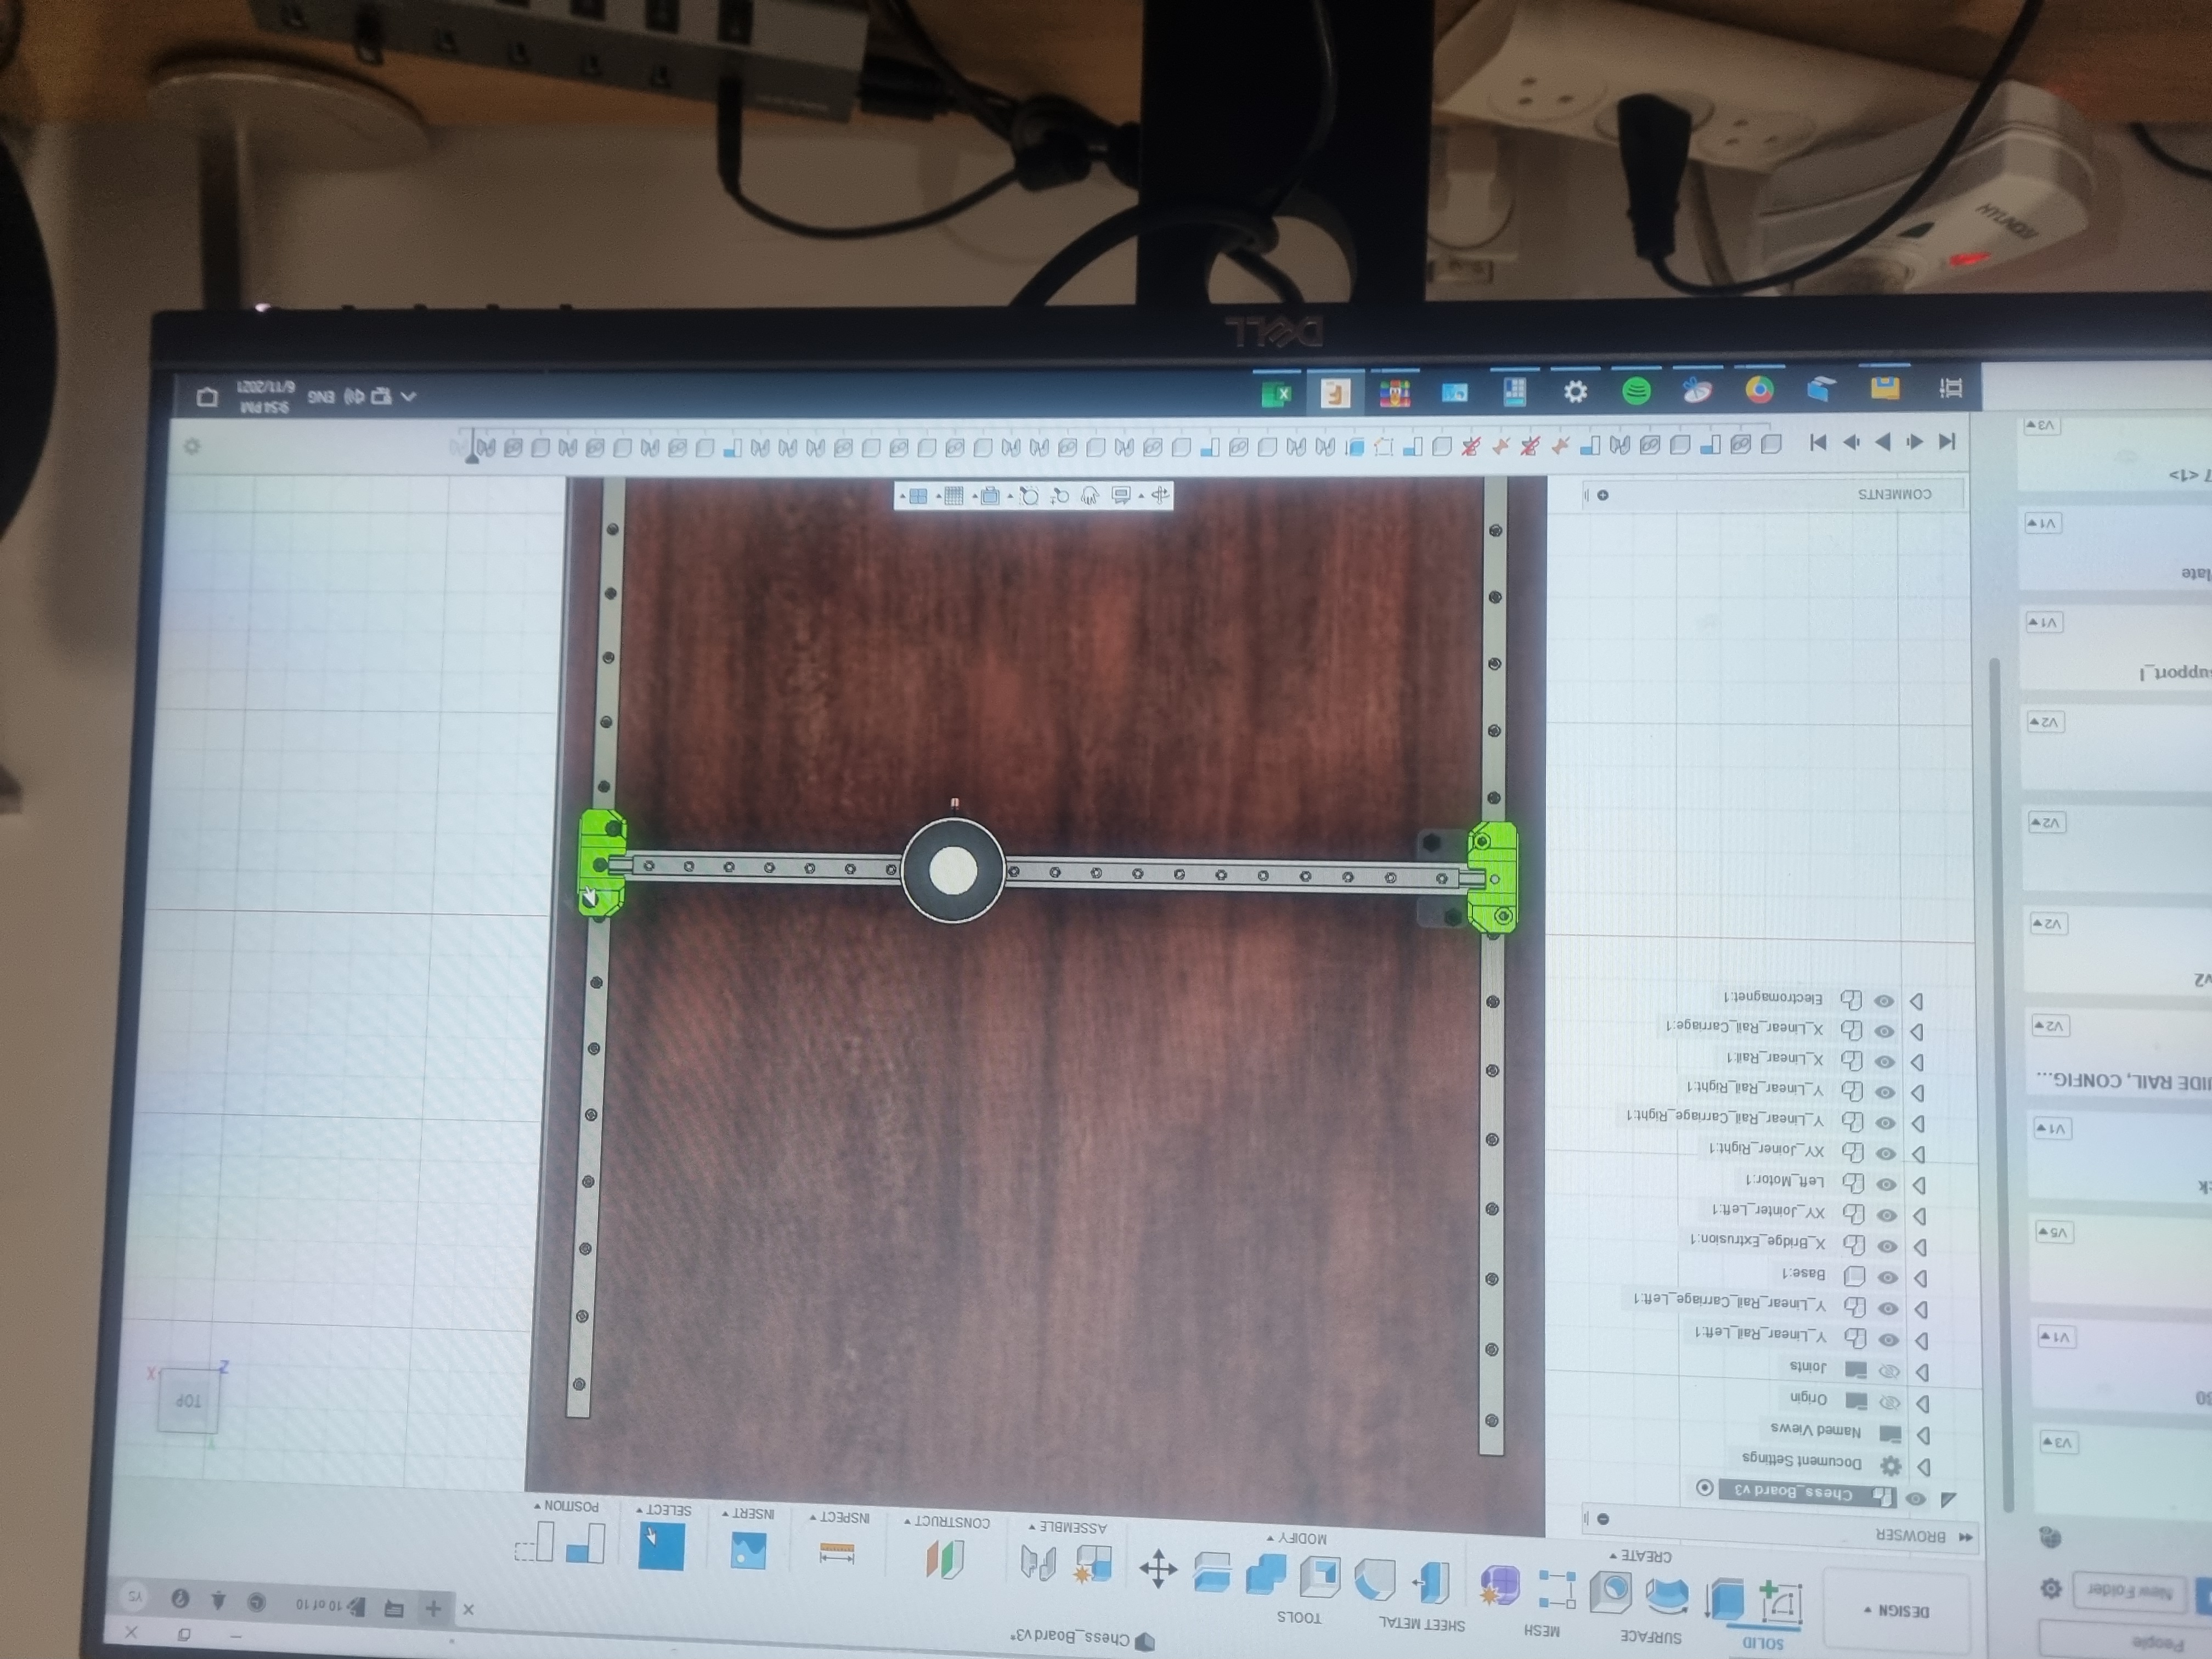 People
New Folder
V3
30
V1
V5
:k
V1
JIDE RAIL, CONFIG...
V2
v2
V2
V2
V2
support_l
V1
late
V1
7 <1>
V3
Chess_Board v3*
10 of 10
YS
DESIGN
SOLID
SURFACE
MESH
SHEET METAL
TOOLS
CREATE
MODIFY
ASSEMBLE
CONSTRUCT
INSPECT
INSERT
SELECT
POSITION
BROWSER
Chess_Board v3
Document Settings
Named Views
Origin
Joints
Y_Linear_Rail_Left:1
Y_Linear_Rail_Carriage_Left:1
Base:1
X_Bridge_Extrusion:1
XY_Jointer_Left:1
Left_Motor:1
XY_Joiner_Right:1
Y_Linear_Rail_Carriage_Right:1
Y_Linear_Rail_Right:1
X_Linear_Rail:1
X_Linear_Rail_Carriage:1
Electromagnet:1
Y
TOP
Z
X
COMMENTS
ENG
9:54 PM
6/11/2021
DELL
HYUNDAI